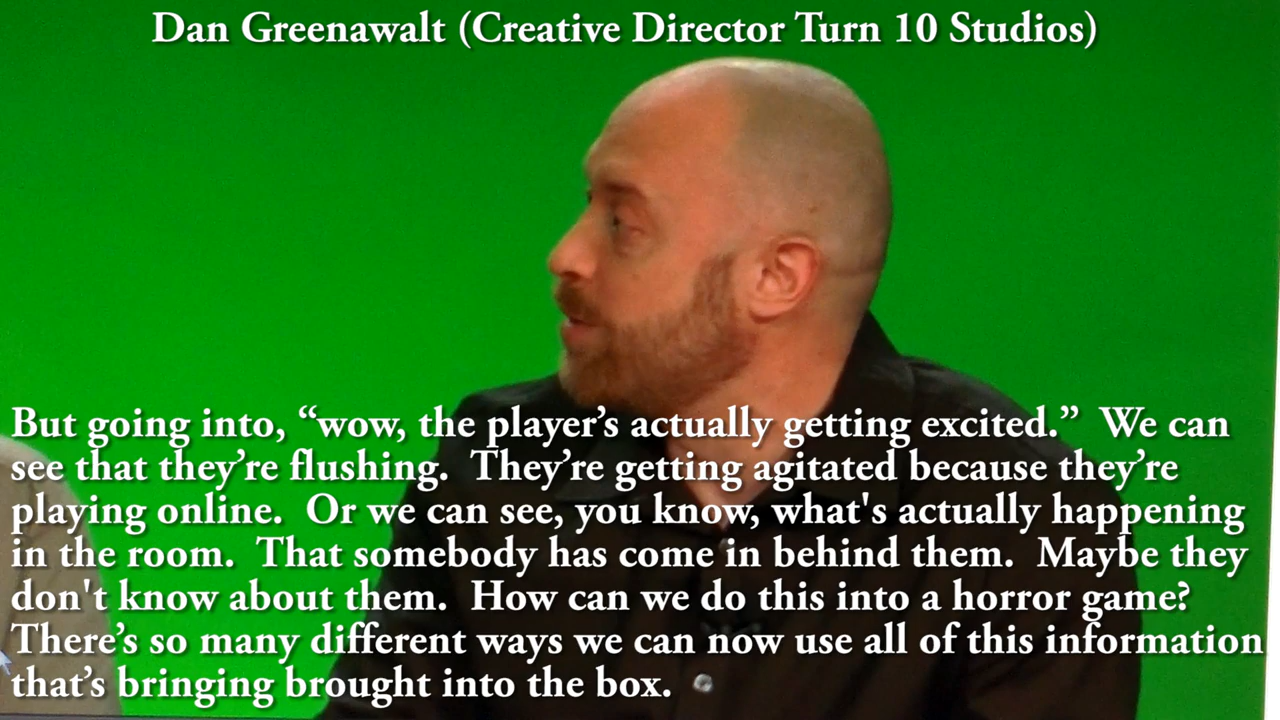 Dan Greenawalt (Creative Director Turn 10 Studios)
But going into, “wow, the player’s actually getting excited.” We can
see that they’re flushing. They’re getting agitated because they’re
playing online. Or we can see, you know, what's actually happening
in the room. That somebody has come in behind them. Maybe they
don't know about them. How can we do this into a horror game?
There’s so many different ways we can now use all of this information
that’s bringing brought into the box.